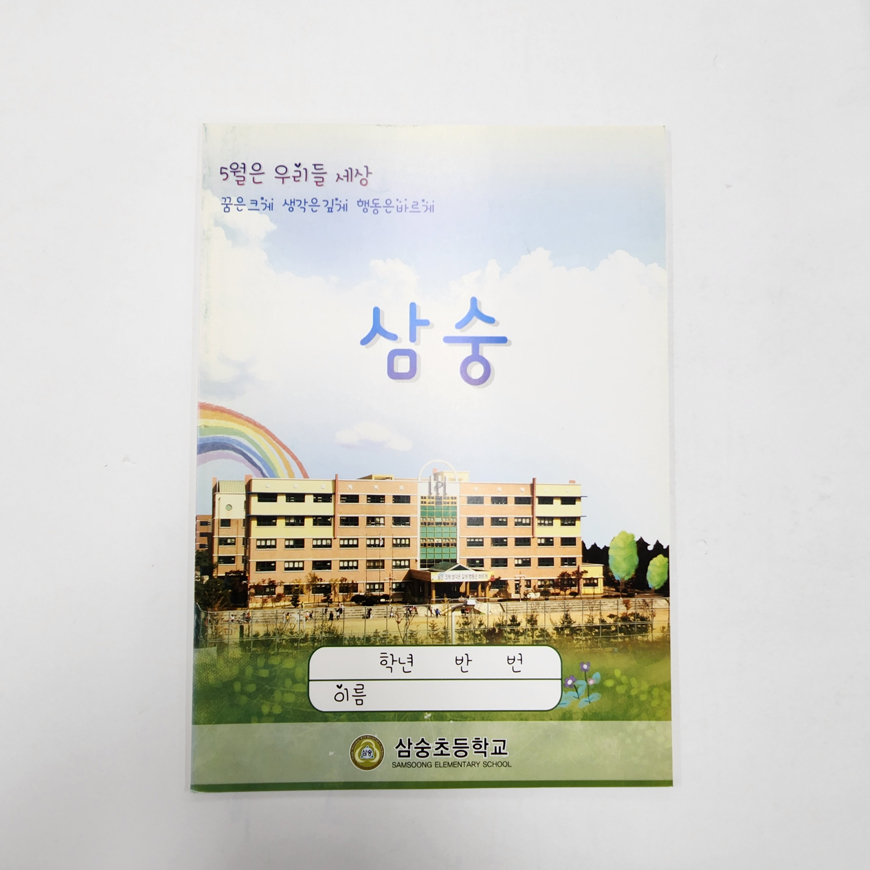 5월은 우리들 세상
꿈은크게 생각은깊게 행동은바르게
삼숭
학년 반 번
이름
삼숭
삼숭초등학교
SAMSOONG ELEMENTARY SCHOOL